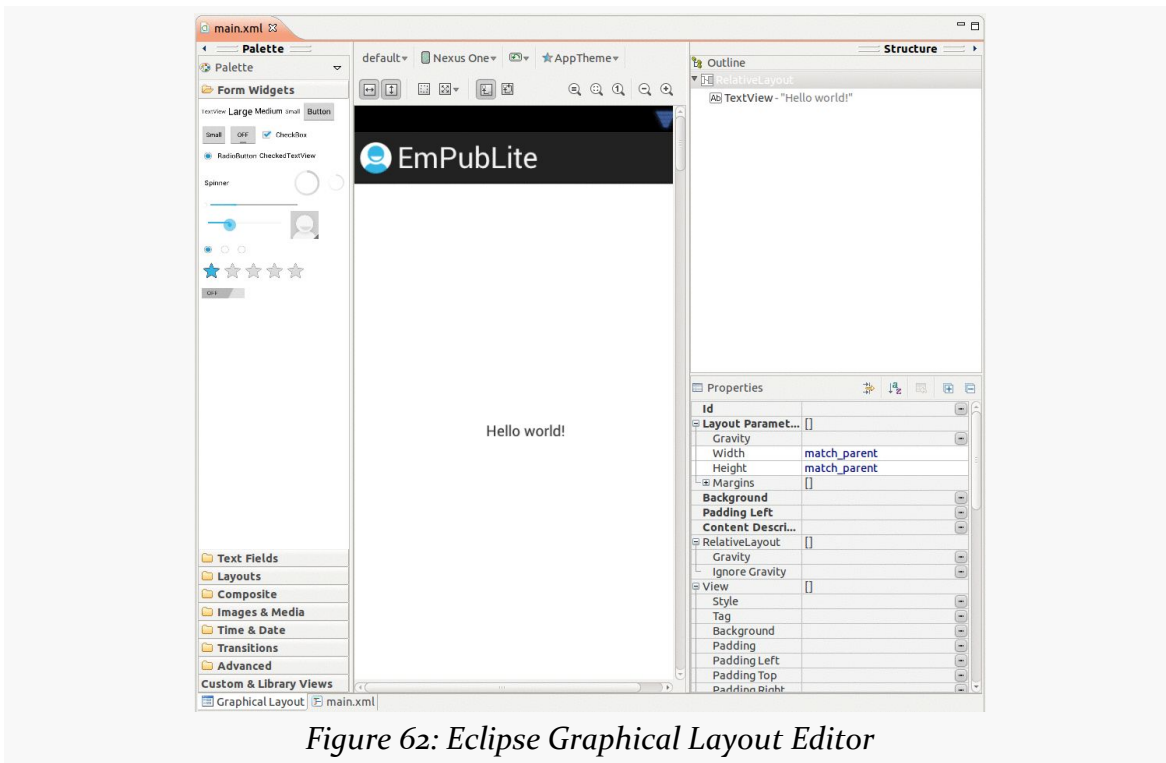 main.xml
Palette
Palette
Form Widgets
TextView Large Medium Small Button
Small OFF CheckBox
RadioButton CheckedTextView
Spinner
OFF
Text Fields
Layouts
Composite
Images & Media
Time & Date
Transitions
Advanced
Custom & Library Views
Graphical Layout main.xml
default Nexus One AppTheme
EmPubLite
Hello world!
Structure
Outline
RelativeLayout
Ab TextView - "Hello world!"
Properties
Id
Layout Paramet... []
Gravity
Width match_parent
Height match_parent
Margins []
Background
Padding Left
Content Descri...
RelativeLayout []
Gravity
Ignore Gravity
View []
Style
Tag
Background
Padding
Padding Left
Padding Top
Padding Right
Figure 62: Eclipse Graphical Layout Editor